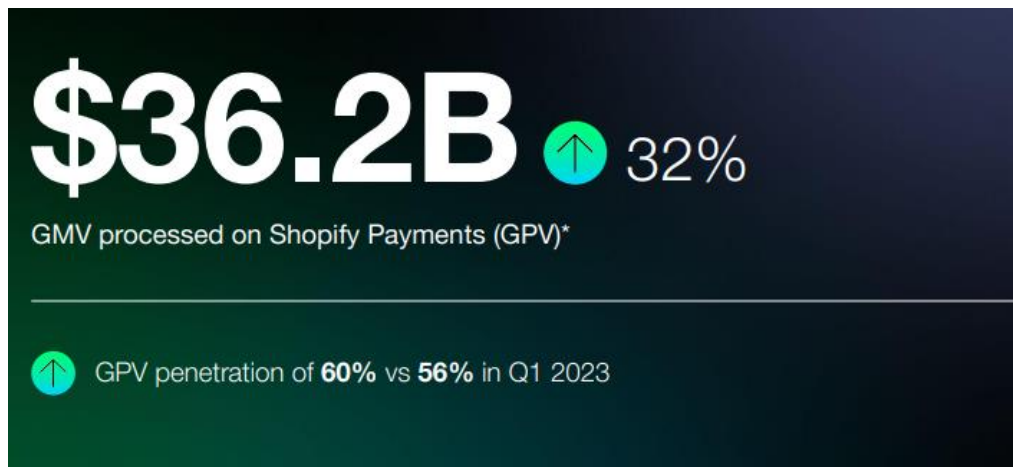 $36.2B 32%
GMV processed on Shopify Payments (GPV)*
GPV penetration of 60% vs 56% in Q1 2023